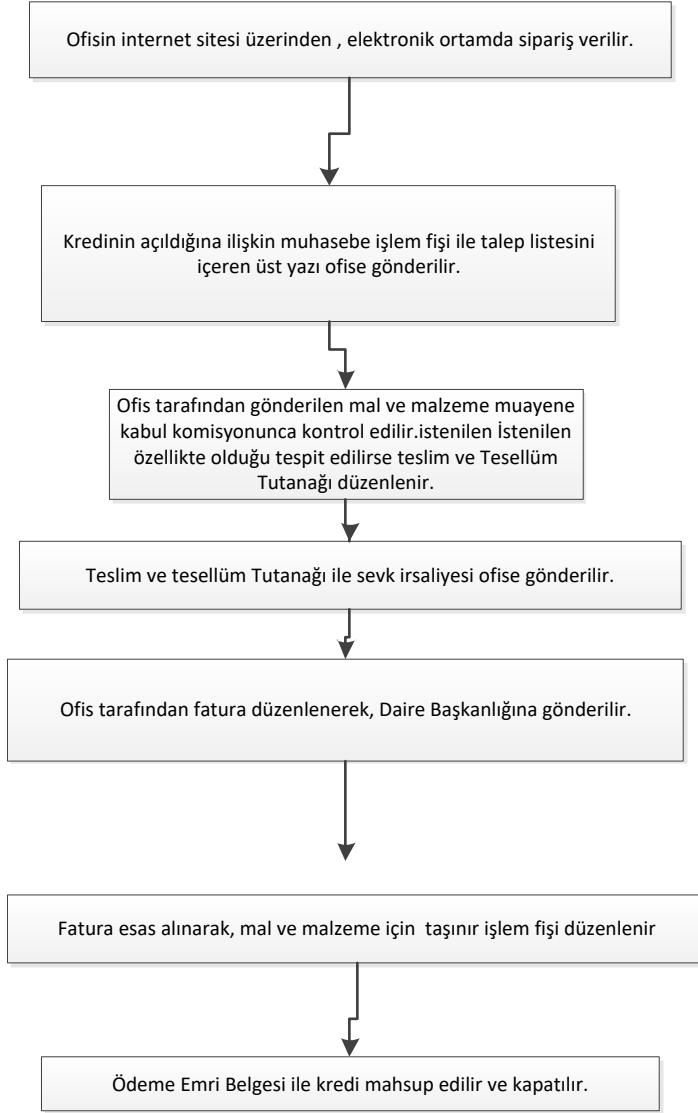 Ofisin internet sitesi üzerinden , elektronik ortamda sipariş verilir.
Kredinin açıldığına ilişkin muhasebe işlem fişi ile talep listesini
içeren üst yazı ofise gönderilir.
Ofis tarafından gönderilen mal ve malzeme muayene
kabul komisyonunca kontrol edilir.istenilen İstenilen
özellikte olduğu tespit edilirse teslim ve Tesellüm
Tutanağı düzenlenir.
Teslim ve tesellüm Tutanağı ile sevk irsaliyesi ofise gönderilir.
Ofis tarafından fatura düzenlenerek, Daire Başkanlığına gönderilir.
Fatura esas alınarak, mal ve malzeme için taşınır işlem fişi düzenlenir
Ödeme Emri Belgesi ile kredi mahsup edilir ve kapatılır.